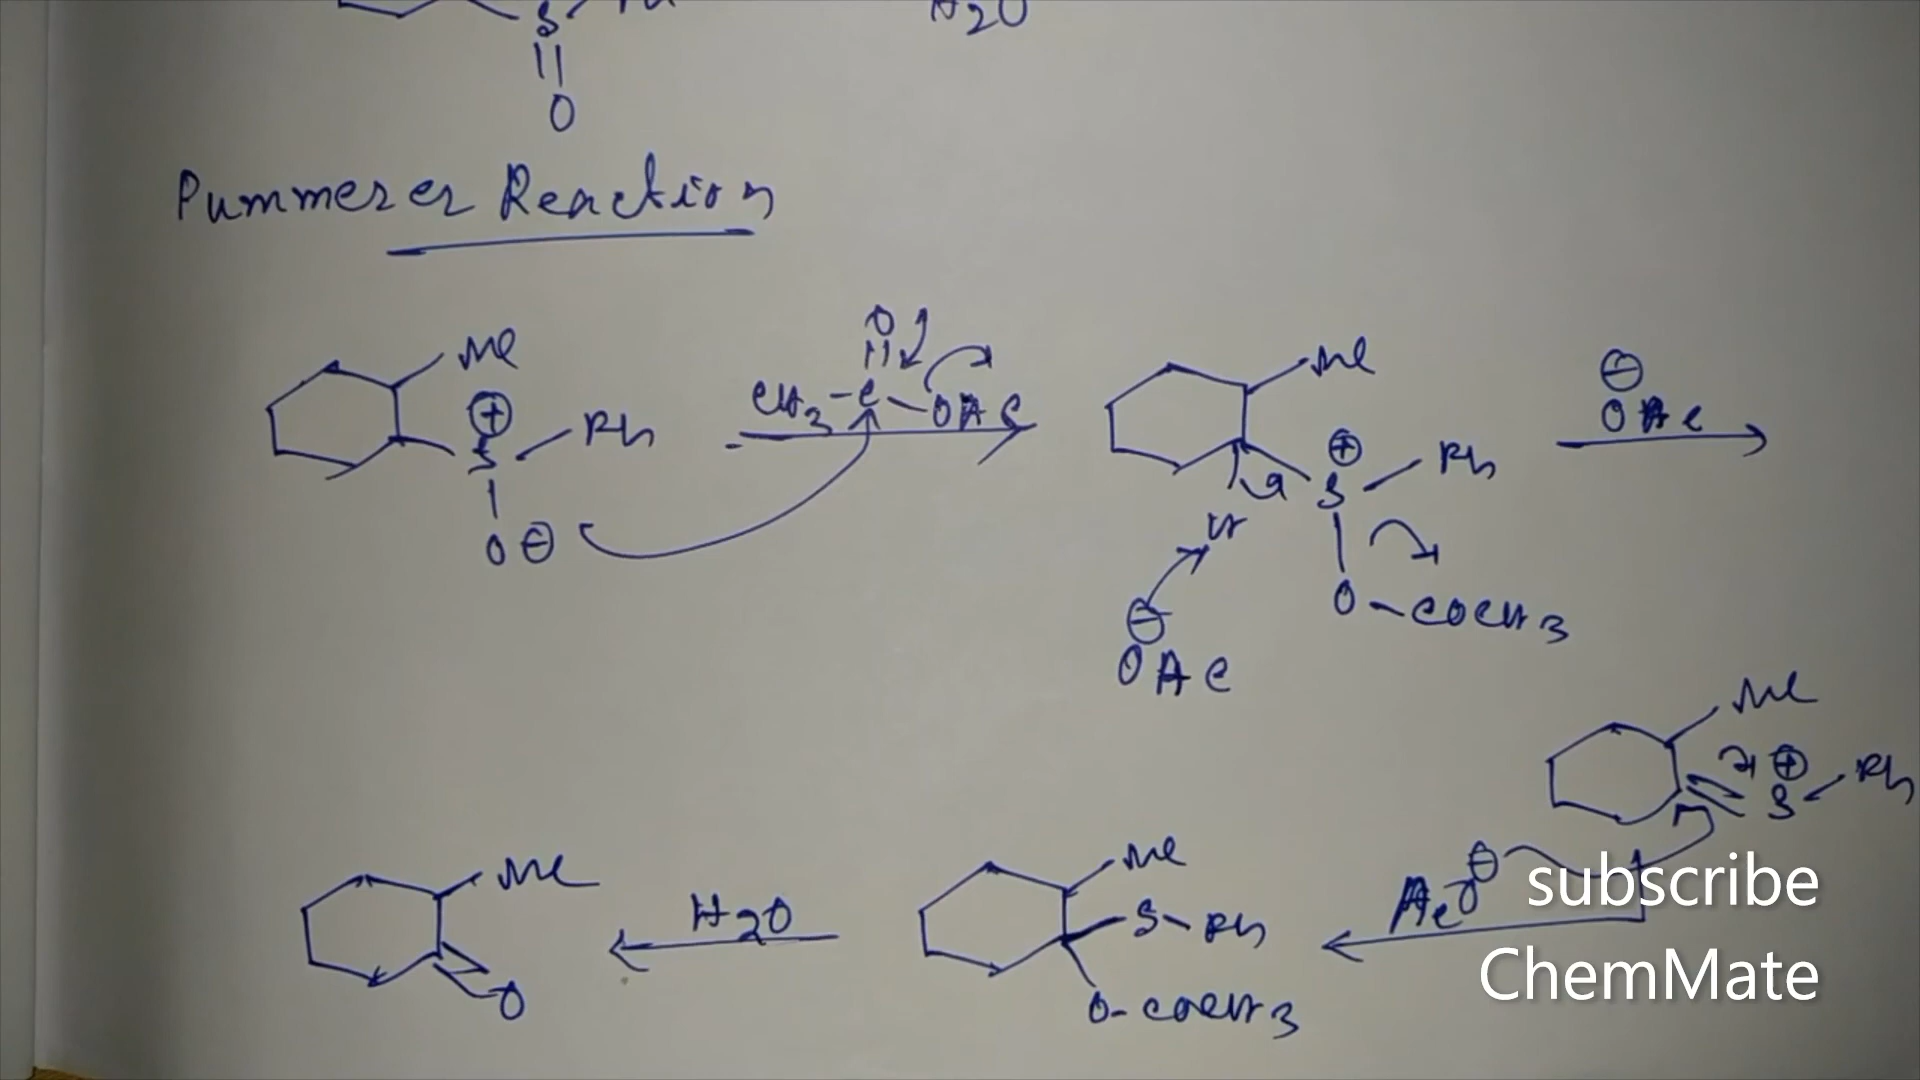 S
O
H2O
Pummerer Reaction
Me
⊕
S
Ph
O⊖
O
CH3-C-OAc
Me
⊕
S
Ph
H
O-COCH3
⊖
OAc
⊖
OAc
Me
⊕
S
Ph
AcO⊖
Me
S-Ph
O-COCH3
H2O
Me
O
subscribe
ChemMate